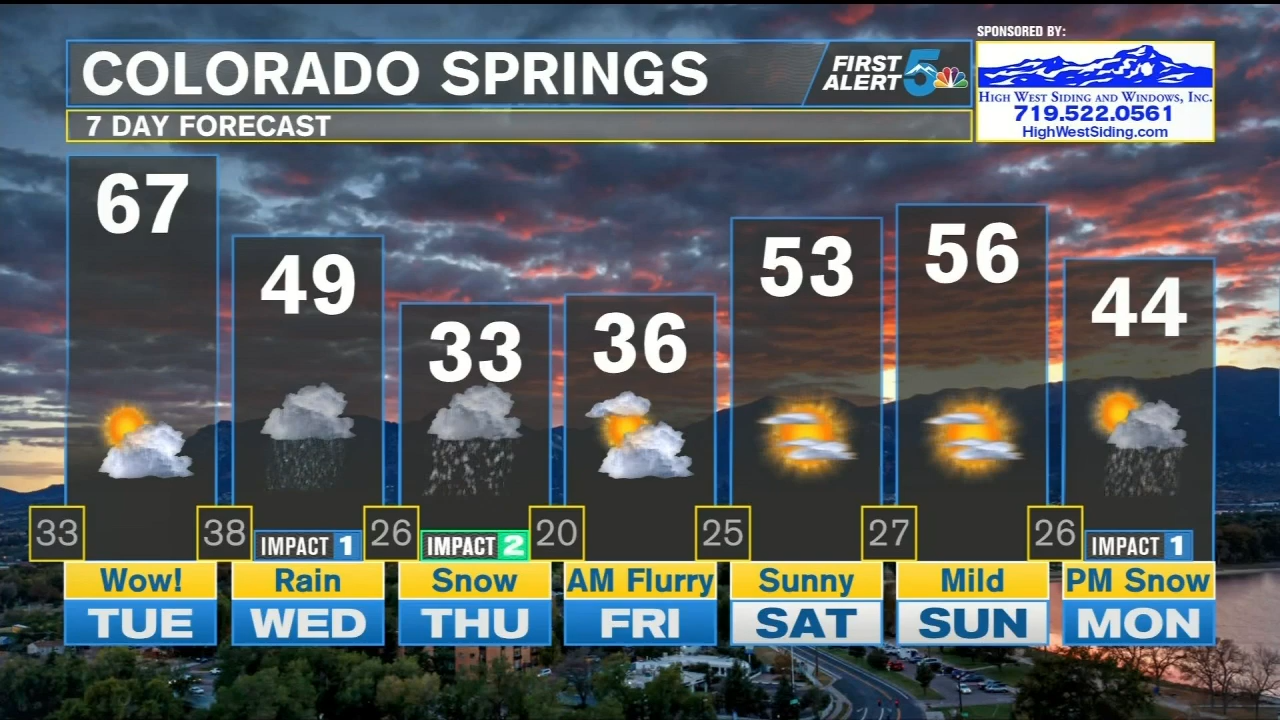 SPONSORED BY:
COLORADO SPRINGS
FIRST
ALERT 5
HIGH WEST SIDING AND WINDOWS, INC.
719.522.0561
HighWestSiding.com
7 DAY FORECAST
67
49
33
36
53
56
44
33
38
26
20
25
27
26
IMPACT 1
IMPACT 2
IMPACT 1
Wow!
Rain
Snow
AM Flurry
Sunny
Mild
PM Snow
TUE
WED
THU
FRI
SAT
SUN
MON